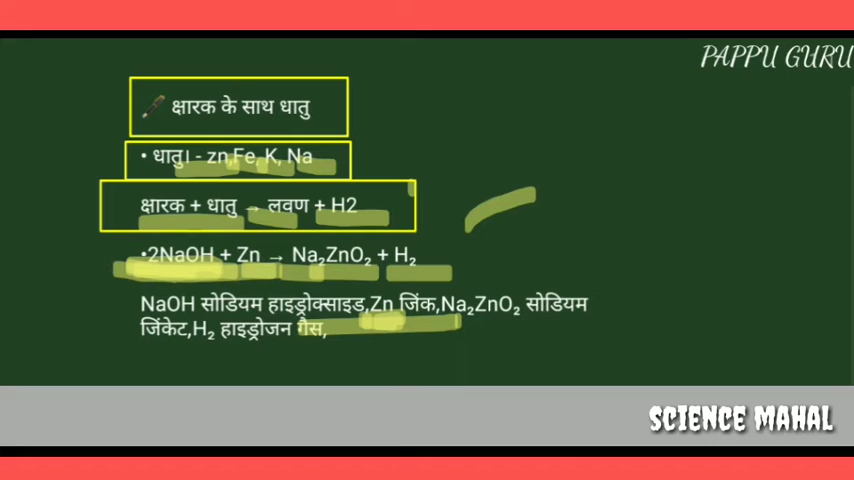 PAPPU GURU
क्षारक के साथ धातु
• धातु। - zn,Fe, K, Na
क्षारक + धातु → लवण + H2
•2NaOH + Zn → Na₂ZnO₂ + H₂
NaOH सोडियम हाइड्रोक्साइड,Zn जिंक,Na₂ZnO₂ सोडियम
जिंकेट,H₂ हाइड्रोजन गैस,
SCIENCE MAHAL